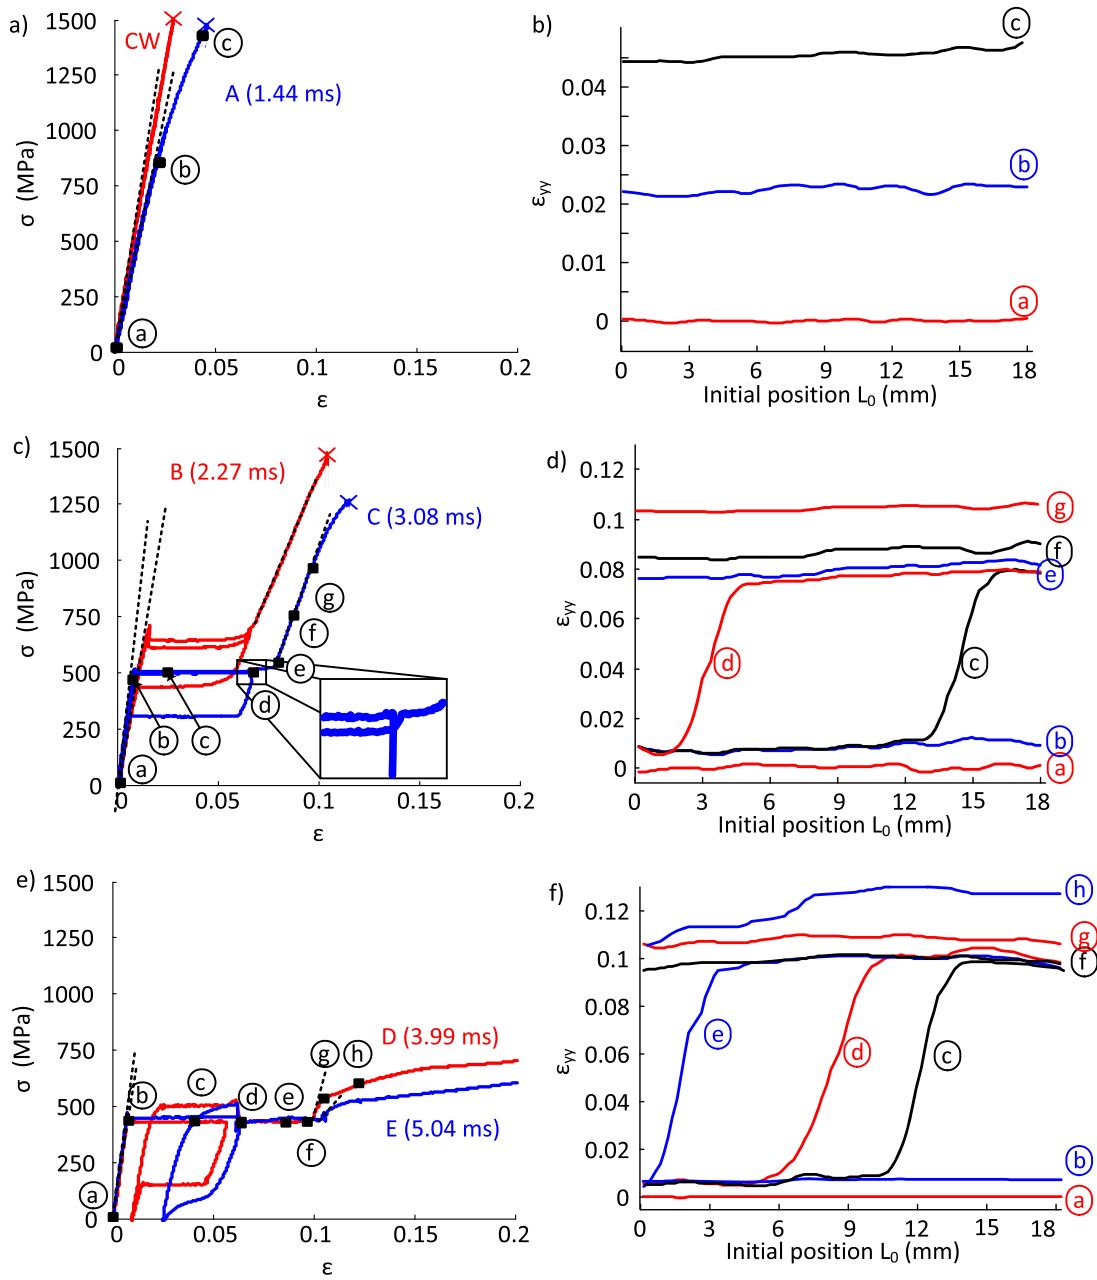 a)
1500
1250
1000
750
500
250
0
σ (MPa)
CW
A (1.44 ms)
a
b
c
0
0.05
0.1
0.15
0.2
ε
b)
0.04
0.03
0.02
0.01
0
εyy
c
b
a
0
3
6
9
12
15
18
Initial position L0 (mm)
c)
1500
1250
1000
750
500
250
0
σ (MPa)
B (2.27 ms)
C (3.08 ms)
g
f
e
d
b
c
a
0
0.05
0.1
0.15
0.2
ε
d)
0.12
0.1
0.08
0.06
0.04
0.02
0
εyy
g
f
e
d
c
b
a
0
3
6
9
12
15
18
Initial position L0 (mm)
e)
1500
1250
1000
750
500
250
0
σ (MPa)
D (3.99 ms)
E (5.04 ms)
a
b
c
d
e
f
g
h
0
0.05
0.1
0.15
0.2
ε
f)
0.12
0.1
0.08
0.06
0.04
0.02
0
εyy
h
g
f
e
d
c
b
a
0
3
6
9
12
15
18
Initial position L0 (mm)